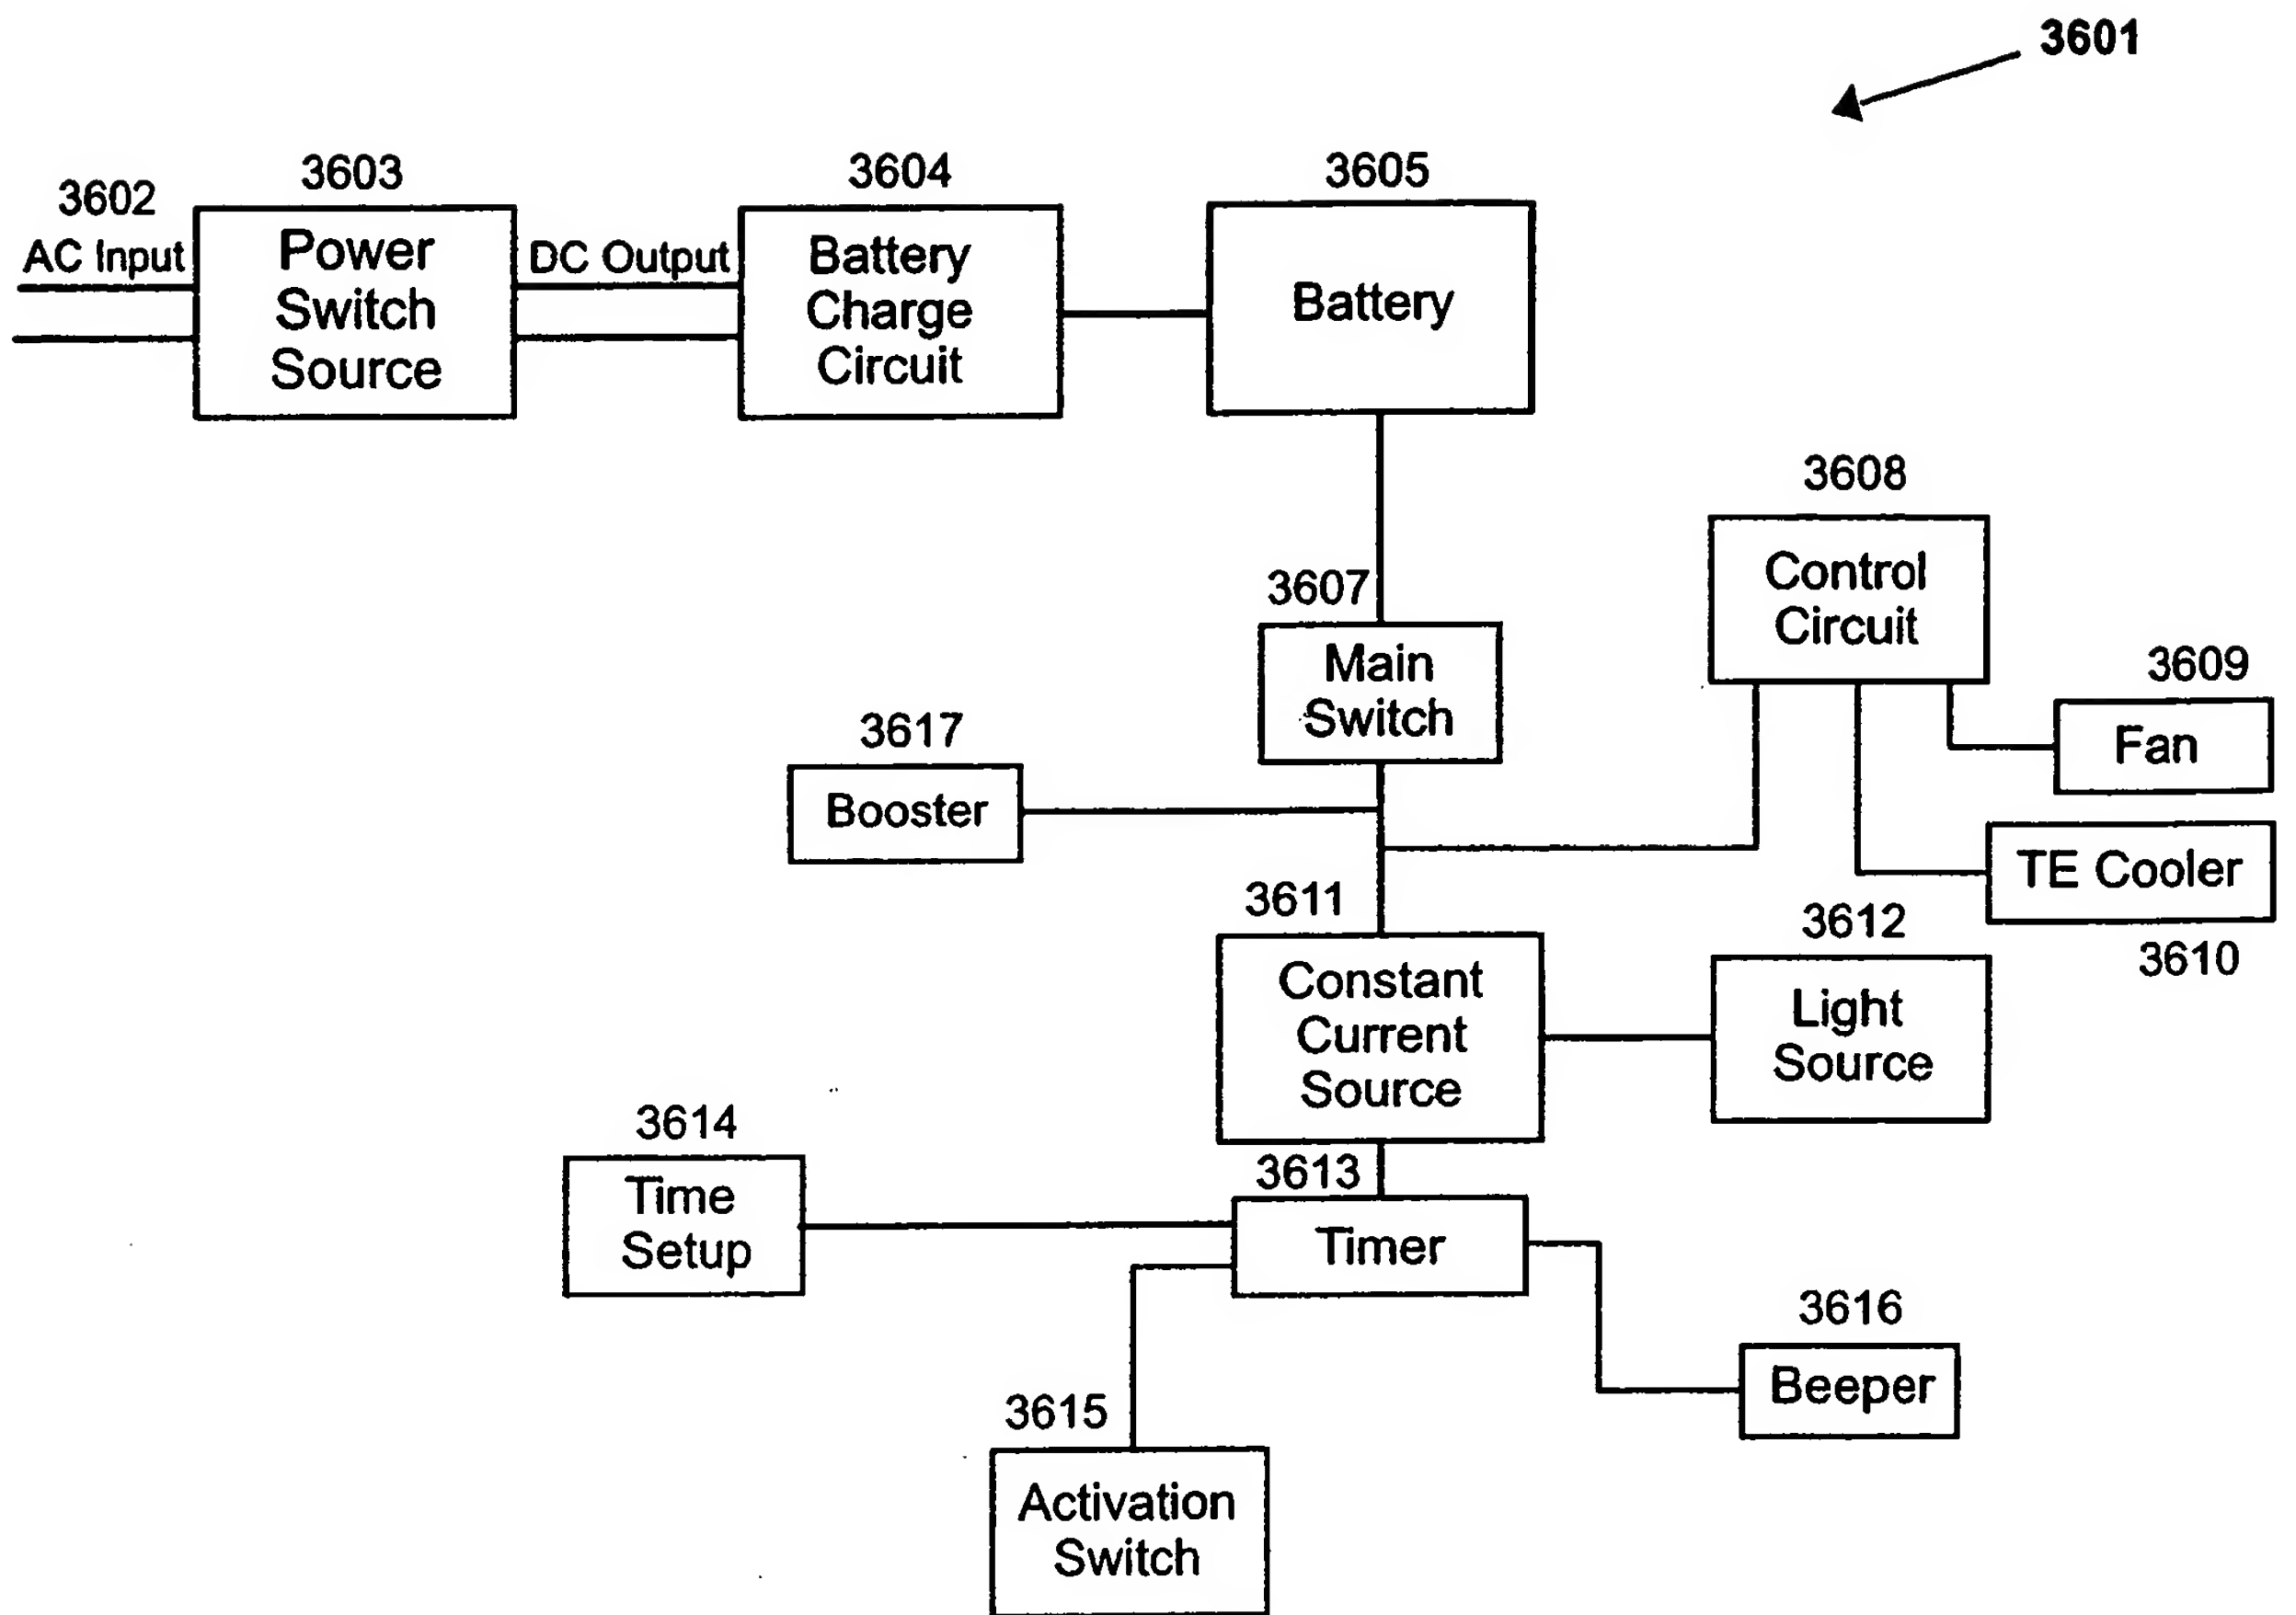 3601
3602
AC Input
3603
Power
Switch
Source
DC Output
3604
Battery
Charge
Circuit
3605
Battery
3607
Main
Switch
3608
Control
Circuit
3609
Fan
TE Cooler
3610
3617
Booster
3611
Constant
Current
Source
3612
Light
Source
3613
Timer
3614
Time
Setup
3615
Activation
Switch
3616
Beeper